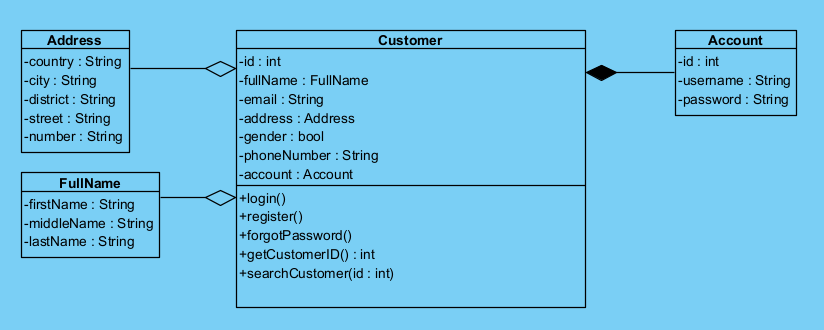 Address
-country : String
-city : String
-district : String
-street : String
-number : String
FullName
-firstName : String
-middleName : String
-lastName : String
Customer
-id : int
-fullName : FullName
-email : String
-address : Address
-gender : bool
-phoneNumber : String
-account : Account
+login()
+register()
+forgotPassword()
+getCustomerID() : int
+searchCustomer(id : int)
Account
-id : int
-username : String
-password : String